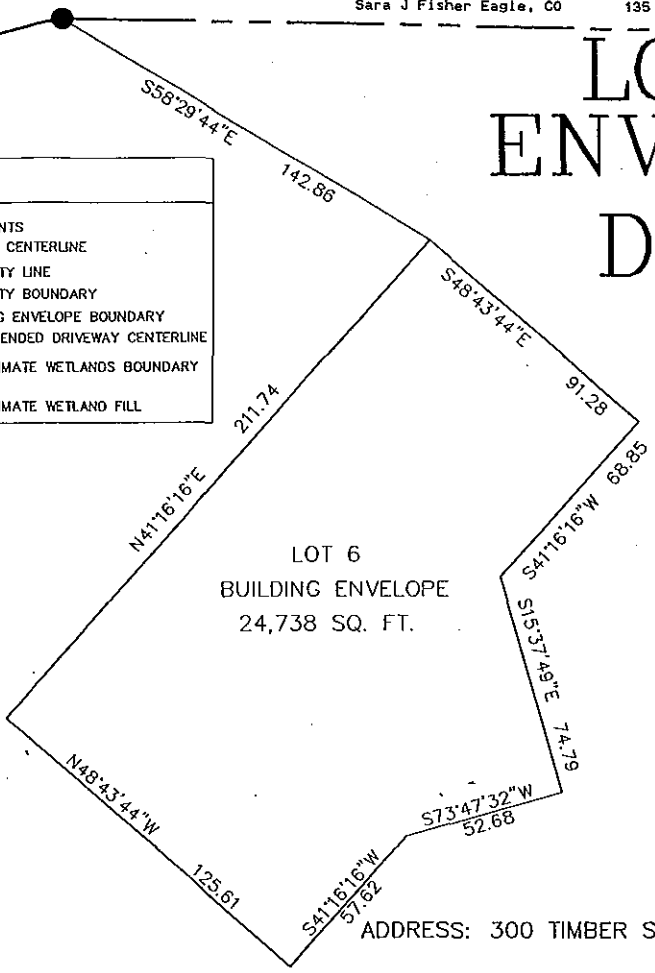 Sara J Fisher Eagle, CO 135
LO
ENV
D
S58°29'44"E
142.86
NTS
CENTERLINE
TY LINE
TY BOUNDARY
G ENVELOPE BOUNDARY
ENDED DRIVEWAY CENTERLINE
IMATE WETLANDS BOUNDARY
IMATE WETLAND FILL
S48°43'44"E
91.28
211.74
N41°16'16"E
S41°16'16"W
68.85
LOT 6
BUILDING ENVELOPE
24,738 SQ. FT.
S15°37'49"E
74.79
N48°43'44"W
125.61
S73°47'32"W
52.68
S41°16'16"W
57.62
ADDRESS: 300 TIMBER S